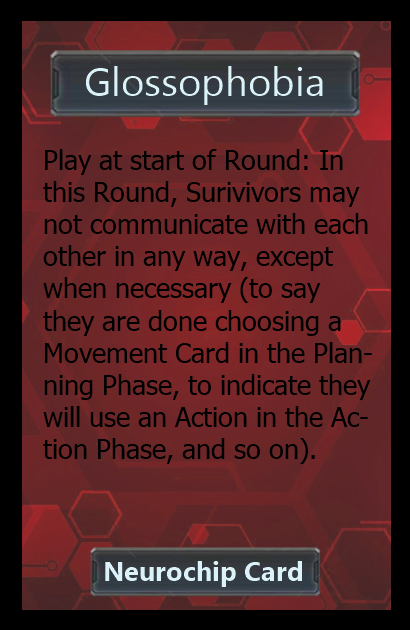 Glossophobia
Play at start of Round: In
this Round, Surivivors may
not communicate with each
other in any way, except
when necessary (to say
they are done choosing a
Movement Card in the Plan-
ning Phase, to indicate they
will use an Action in the Ac-
tion Phase, and so on).
Neurochip Card